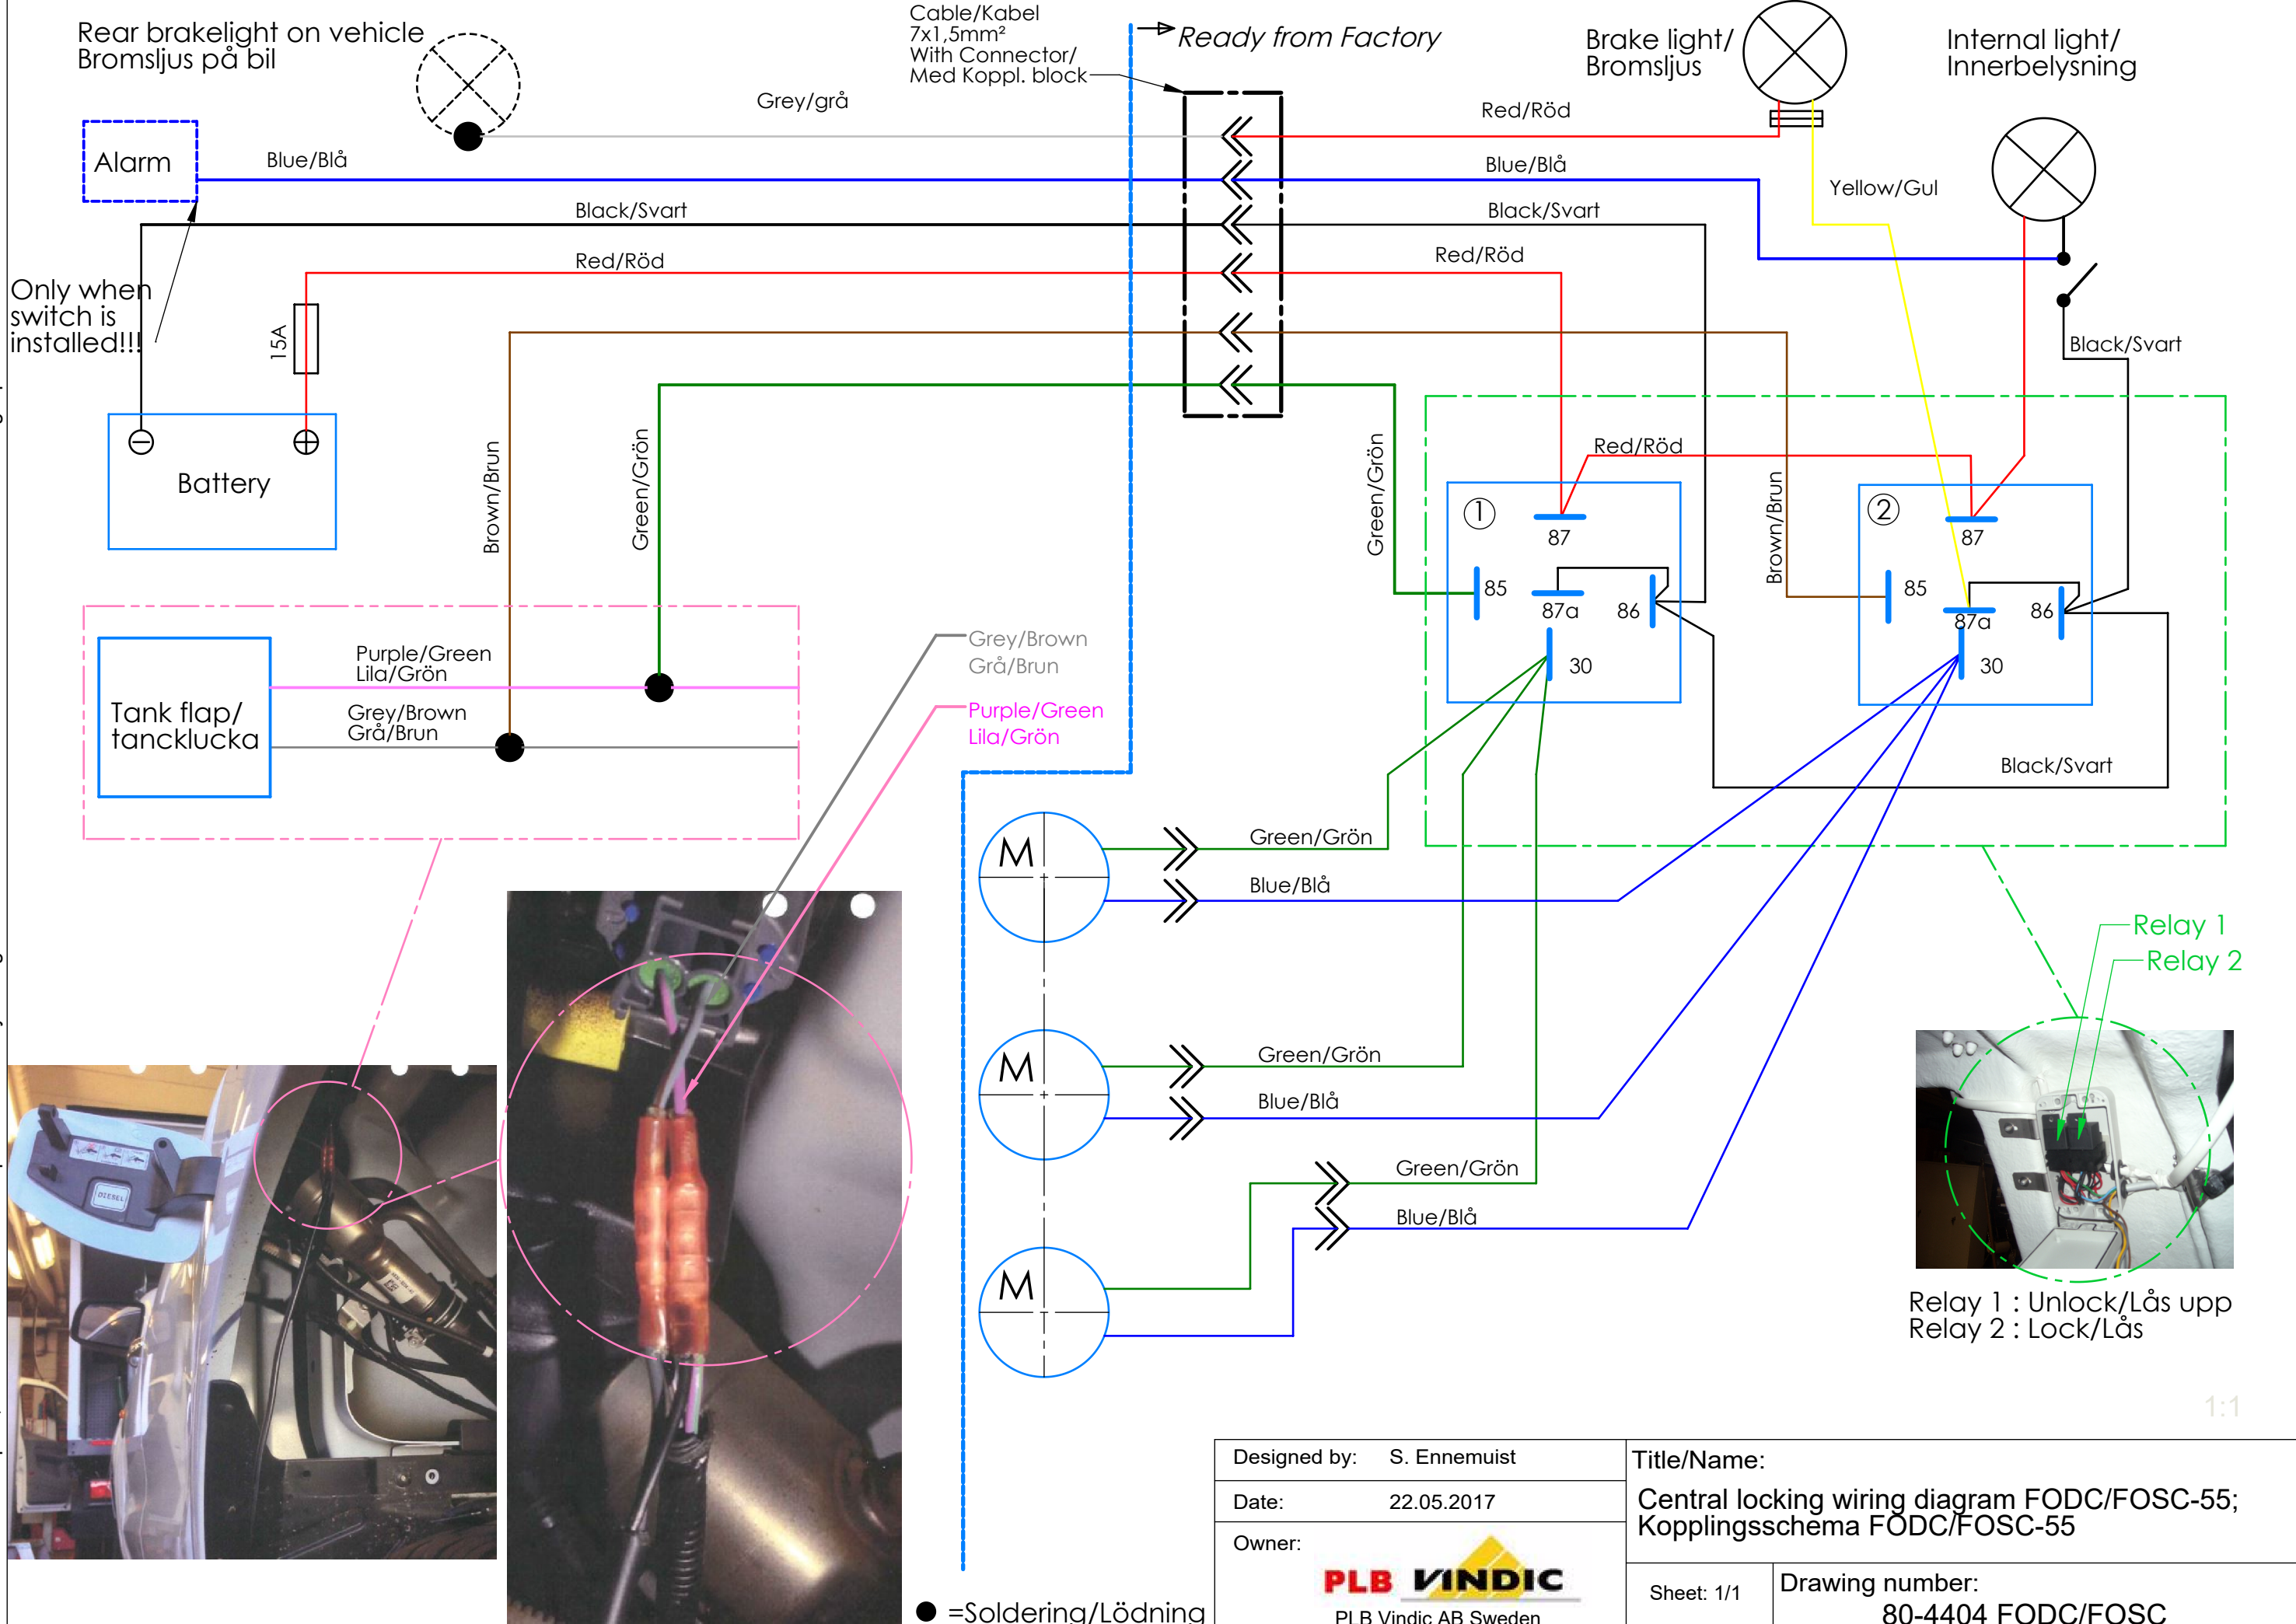 Rear brakelight on vehicle
Bromsljus på bil
Cable/Kabel
7x1,5mm²
With Connector/
Med Koppl. block
Ready from Factory
Brake light/
Bromsljus
Internal light/
Innerbelysning
Grey/grå
Red/Röd
Alarm
Blue/Blå
Blue/Blå
Yellow/Gul
Black/Svart
Black/Svart
Red/Röd
Red/Röd
Only when
switch is
installed!!!
15A
Black/Svart
Battery
Brown/Brun
Green/Grön
Green/Grön
Red/Röd
Brown/Brun
1
87
85
87a
86
30
2
87
85
87a
86
30
Tank flap/
tancklucka
Purple/Green
Lila/Grön
Grey/Brown
Grå/Brun
Grey/Brown
Grå/Brun
Purple/Green
Lila/Grön
Black/Svart
M
Green/Grön
Blue/Blå
M
Green/Grön
Blue/Blå
M
Green/Grön
Blue/Blå
Relay 1
Relay 2
DIESEL
Relay 1 : Unlock/Lås upp
Relay 2 : Lock/Lås
1:1
=Soldering/Lödning
Designed by: S. Ennemuist
Date: 22.05.2017
Owner:
PLB VINDIC
PLB Vindic AB Sweden
Title/Name:
Central locking wiring diagram FODC/FOSC-55;
Kopplingsschema FODC/FOSC-55
Sheet: 1/1
Drawing number:
80-4404 FODC/FOSC